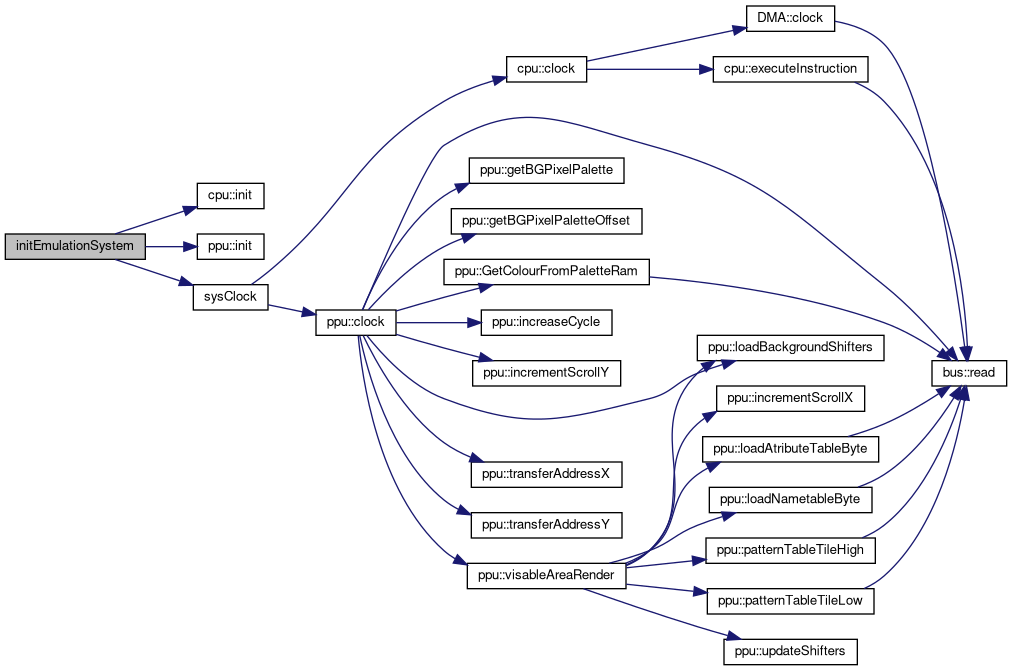 initEmulationSystem
cpu::init
ppu::init
sysClock
cpu::clock
ppu::clock
DMA::clock
cpu::executeInstruction
ppu::getBGPixelPalette
ppu::getBGPixelPaletteOffset
ppu::GetColourFromPaletteRam
ppu::increaseCycle
ppu::incrementScrollY
ppu::transferAddressX
ppu::transferAddressY
ppu::visableAreaRender
ppu::loadBackgroundShifters
ppu::incrementScrollX
ppu::loadAtributeTableByte
ppu::loadNametableByte
ppu::patternTableTileHigh
ppu::patternTableTileLow
ppu::updateShifters
bus::read